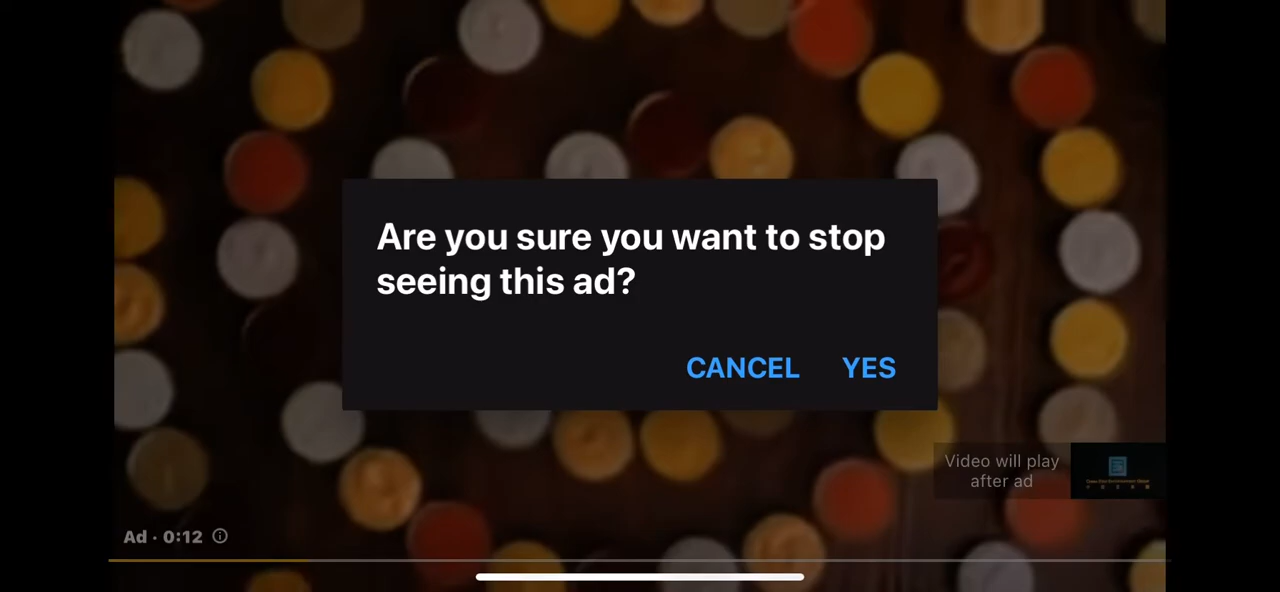 Are you sure you want to stop
seeing this ad?
CANCEL YES
Video will play
after ad
Ad · 0:12